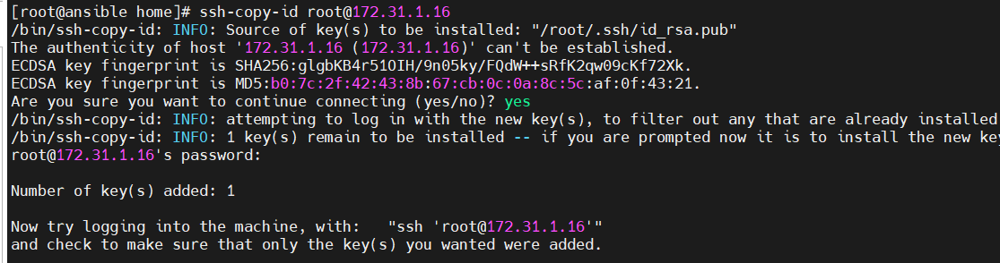 [root@ansible home]# ssh-copy-id root@172.31.1.16
/bin/ssh-copy-id: INFO: Source of key(s) to be installed: "/root/.ssh/id_rsa.pub"
The authenticity of host '172.31.1.16 (172.31.1.16)' can't be established.
ECDSA key fingerprint is SHA256:glgbKB4r51OIH/9n05ky/FQdW++sRfK2qw09cKf72Xk.
ECDSA key fingerprint is MD5:b0:7c:2f:42:43:8b:67:cb:0c:0a:8c:5c:af:0f:43:21.
Are you sure you want to continue connecting (yes/no)? yes
/bin/ssh-copy-id: INFO: attempting to log in with the new key(s), to filter out any that are already installed
/bin/ssh-copy-id: INFO: 1 key(s) remain to be installed -- if you are prompted now it is to install the new key
root@172.31.1.16's password:
Number of key(s) added: 1
Now try logging into the machine, with:   "ssh 'root@172.31.1.16'"
and check to make sure that only the key(s) you wanted were added.